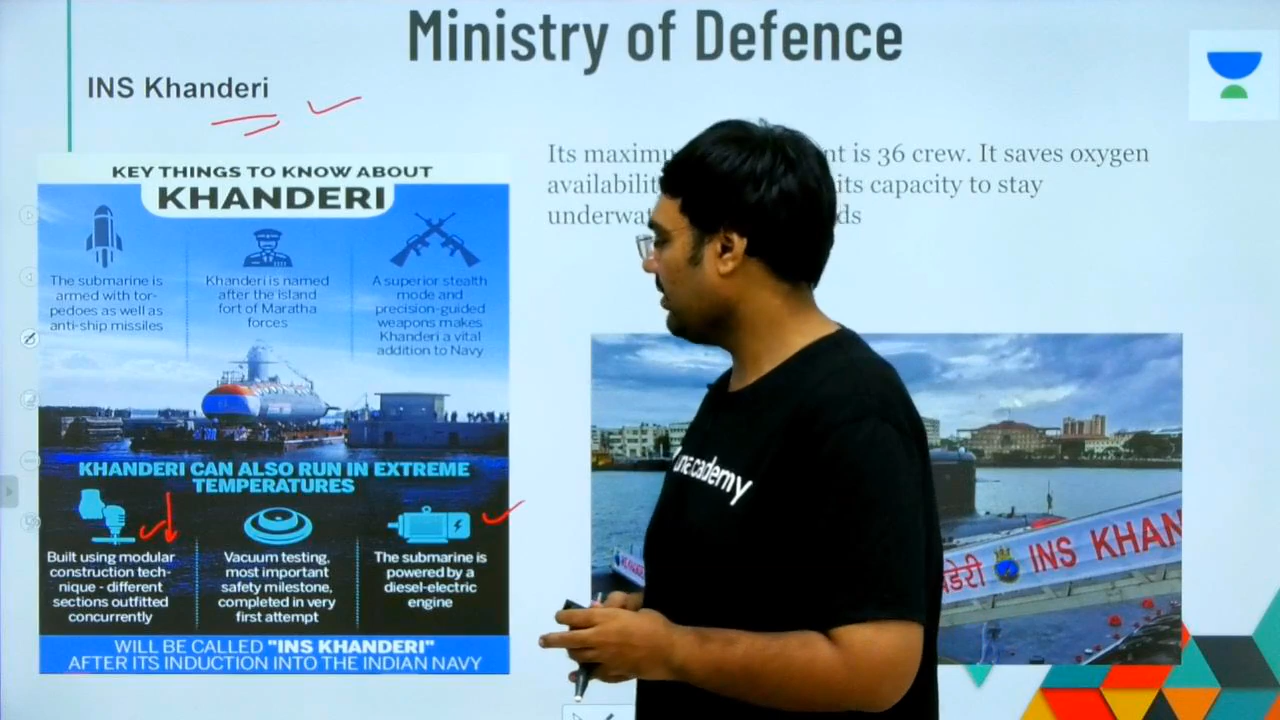 Ministry of Defence
INS Khanderi
KEY THINGS TO KNOW ABOUT
KHANDERI
The submarine is
armed with tor-
pedoes as well as
anti-ship missiles
Khanderi is named
after the island
fort of Maratha
forces
A superior stealth
mode and
precision-guided
weapons makes
Khanderi a vital
addition to Navy
KHANDERI CAN ALSO RUN IN EXTREME
TEMPERATURES
Built using modular
construction tech-
nique - different
sections outfitted
concurrently
Vacuum testing,
most important
safety milestone,
completed in very
first attempt
The submarine is
powered by a
diesel-electric
engine
WILL BE CALLED "INS KHANDERI"
AFTER ITS INDUCTION INTO THE INDIAN NAVY
Its is 36 crew. It saves oxygen
its capacity to stay
unacademy
INS KHAN